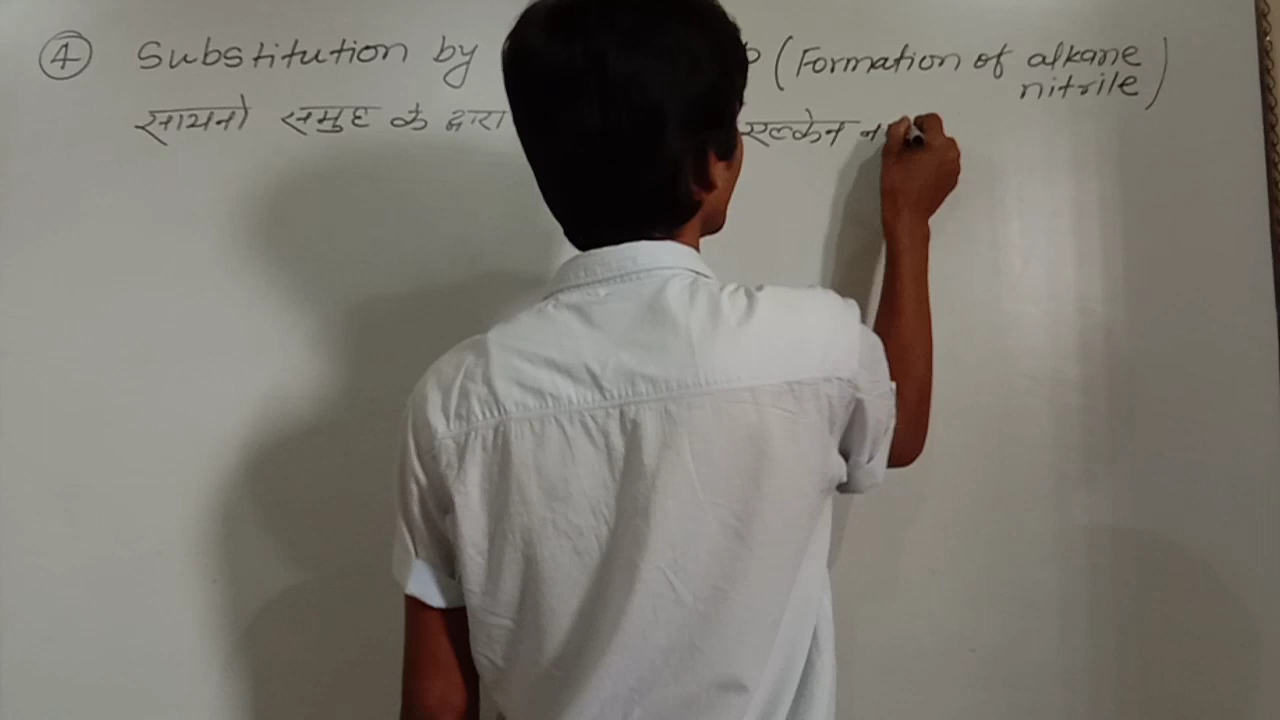 ④ Substitution by (Formation of alkane
nitrile)
सायनो समुह के द्वारा एल्केन